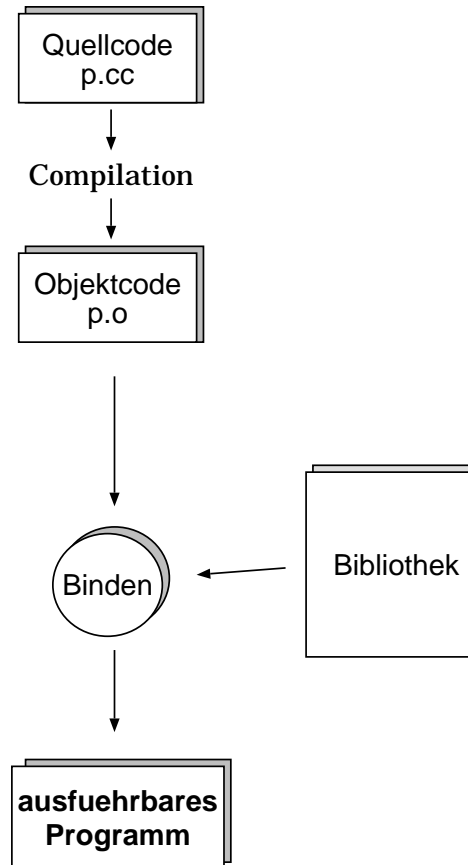 Quellcode
p.cc
Compilation
Objektcode
p.o
Binden
Bibliothek
ausfuehrbares
Programm